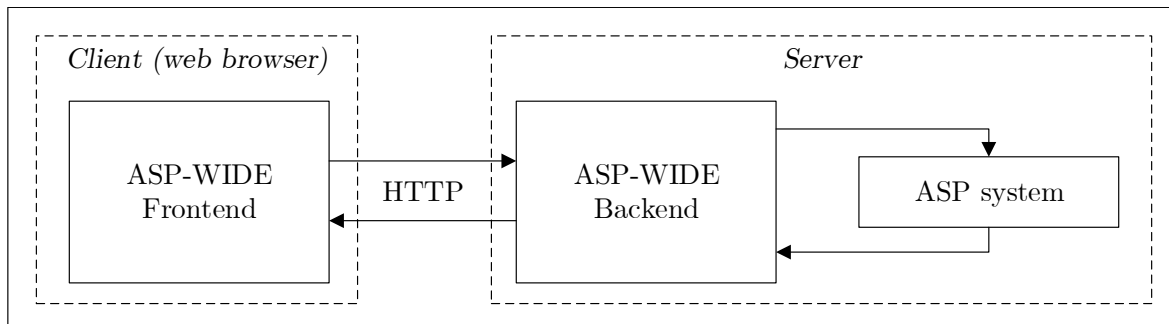 Client (web browser)
Server
ASP-WIDE
Frontend
HTTP
ASP-WIDE
Backend
ASP system